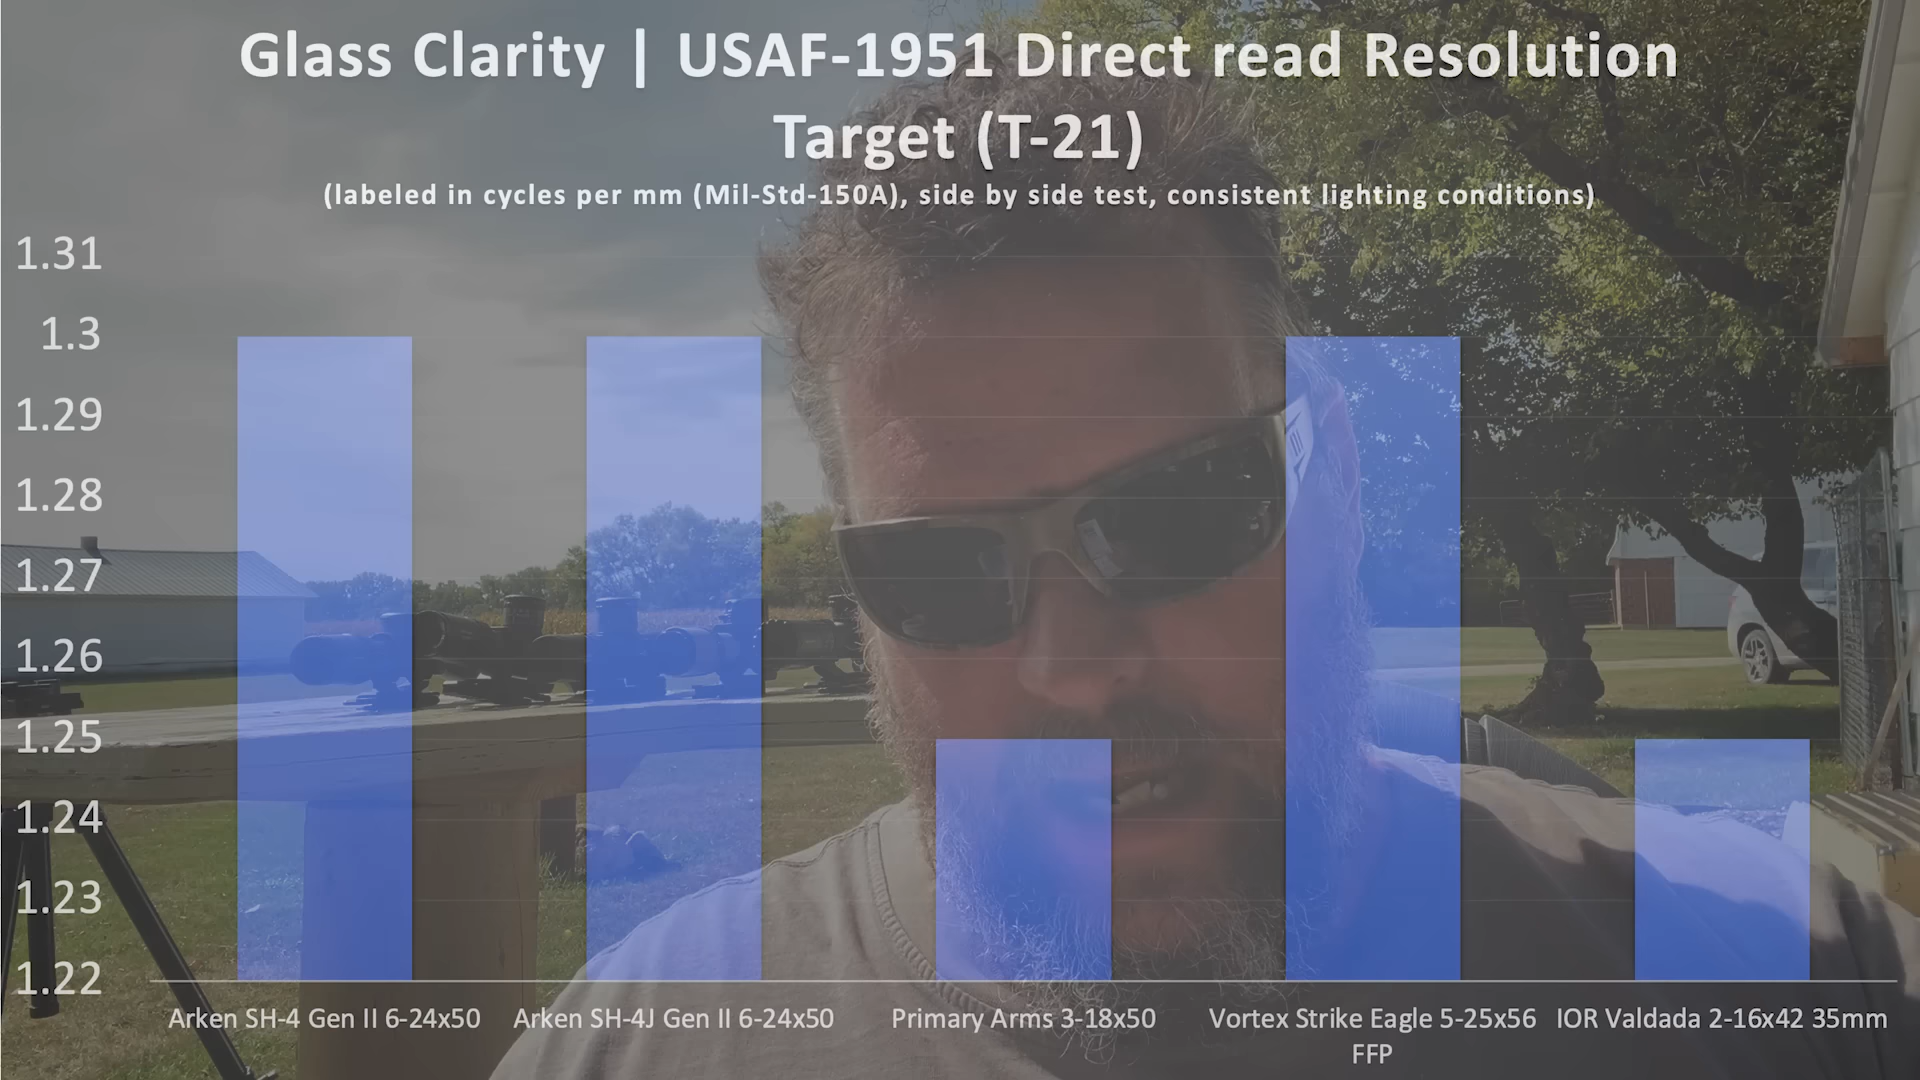 Glass Clarity | USAF-1951 Direct read Resolution
Target (T-21)
(labeled in cycles per mm (Mil-Std-150A), side by side test, consistent lighting conditions)
1.31
1.3
1.29
1.28
1.27
1.26
1.25
1.24
1.23
1.22
Arken SH-4 Gen II 6-24x50
Arken SH-4J Gen II 6-24x50
Primary Arms 3-18x50
Vortex Strike Eagle 5-25x56
FFP
IOR Valdada 2-16x42 35mm